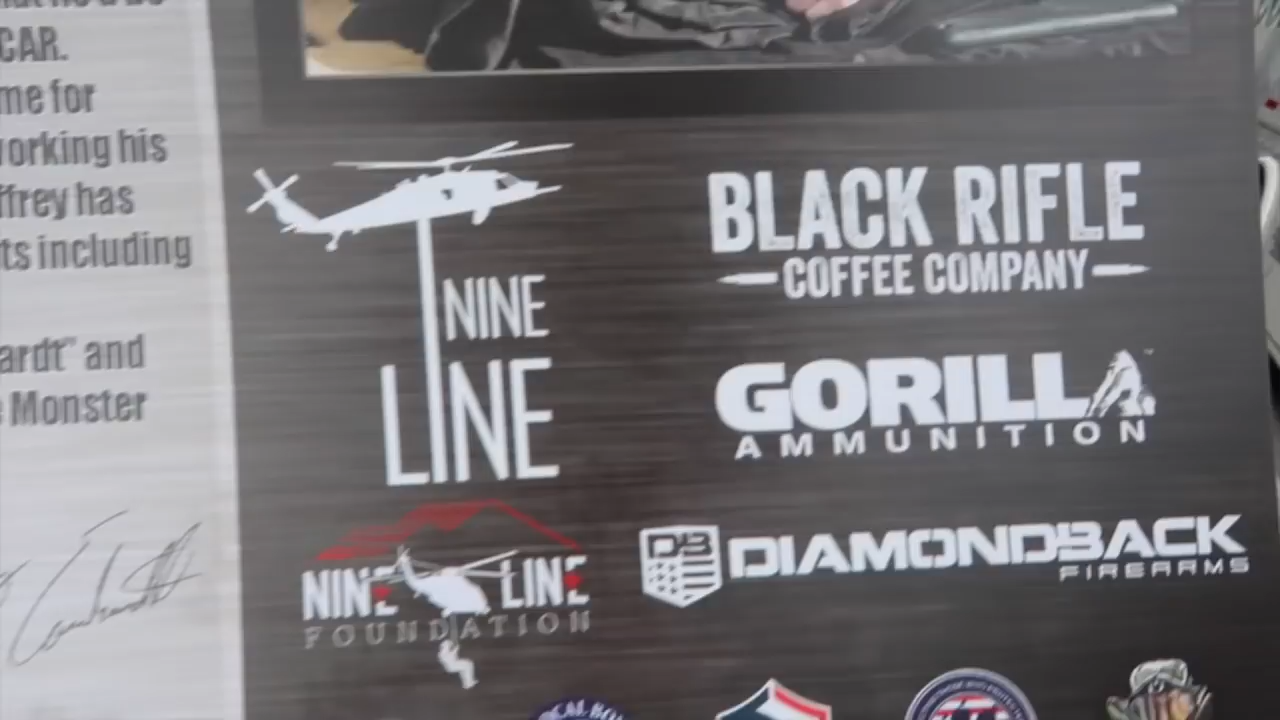 CAR.
me for
orking his
ffrey has
ts including
ardt" and
Monster
NINE
LINE
BLACK RIFLE
COFFEE COMPANY
GORILLA
AMMUNITION
NINE LINE
FOUNDATION
DB
DIAMONDBACK
FIREARMS